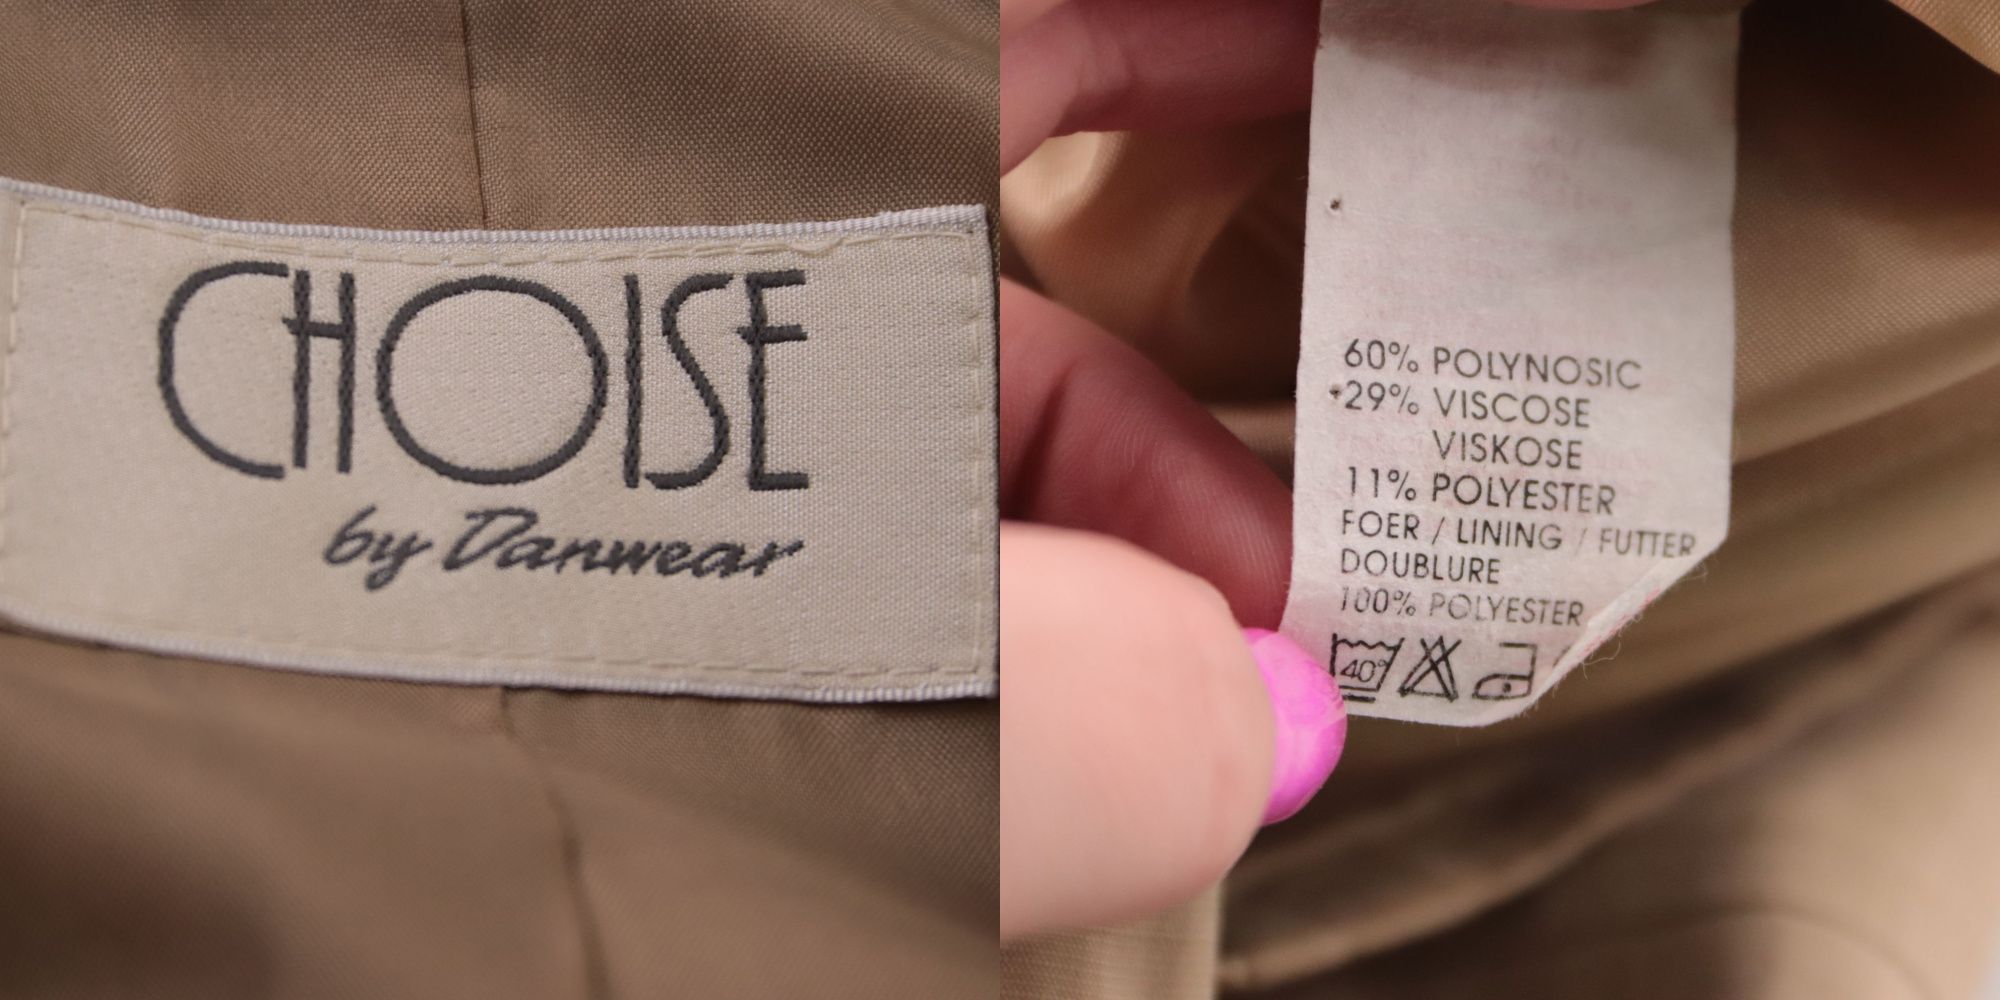 CHOISE
by Danwear
60% POLYNOSIC
29% VISCOSE
VISKOSE
11% POLYESTER
FOER / LINING / FUTTER
DOUBLURE
100% POLYESTER
40°